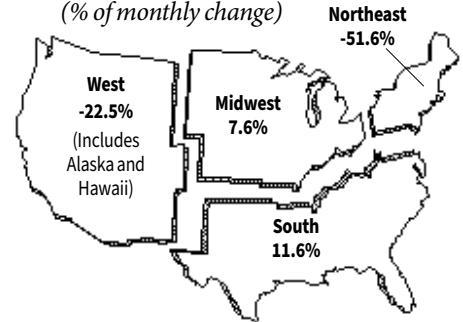 (% of monthly change)
Northeast
-51.6%
West
-22.5%
(Includes
Alaska and
Hawaii)
Midwest
7.6%
South
11.6%